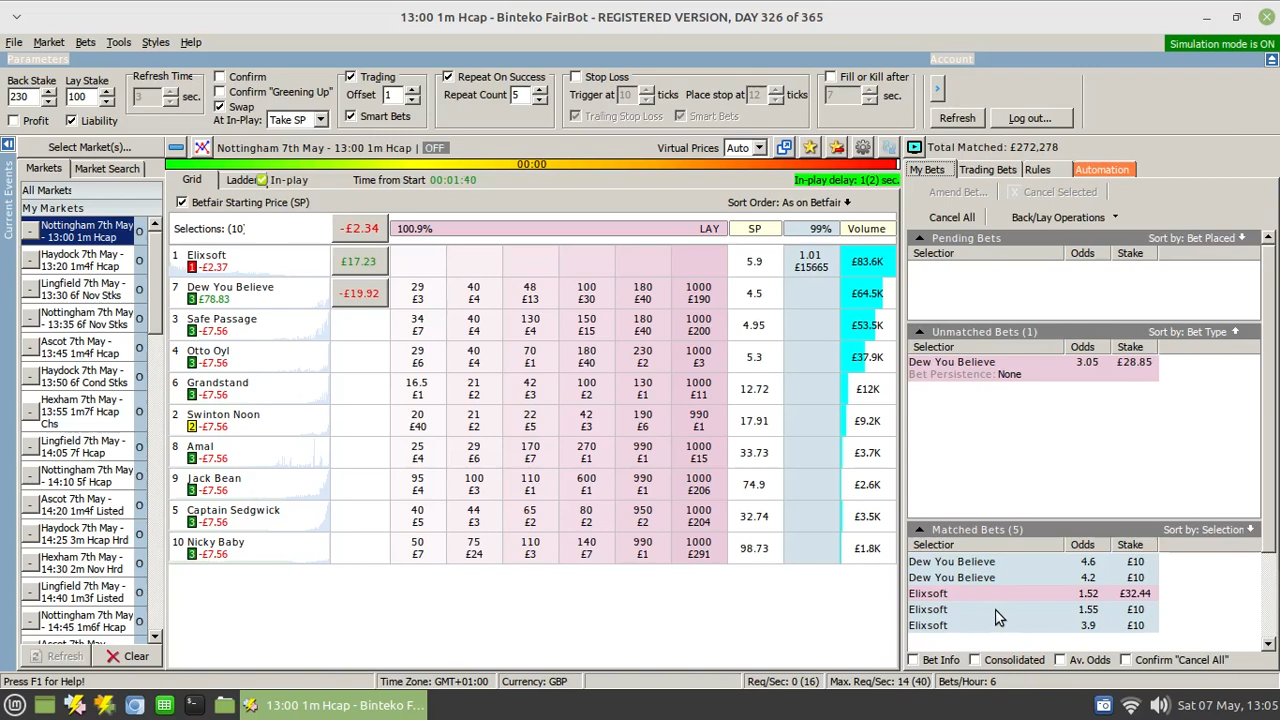 13:00 1m Hcap - Binteko FairBot - REGISTERED VERSION, DAY 326 of 365
File Market Bets Tools Styles Help
Simulation mode is ON
Parameters
Account
Back Stake Lay Stake Refresh Time
230 100 3 sec.
Profit Liability
Confirm
Confirm "Greening Up"
Swap
At In-Play: Take SP
Trading
Offset 1
Smart Bets
Repeat On Success
Repeat Count 5
Stop Loss
Trigger at 10 ticks Place stop at 12 ticks
Trailing Stop Loss Smart Bets
Fill or Kill after
7 sec.
>
Refresh Log out...
Select Market(s)...
Nottingham 7th May - 13:00 1m Hcap OFF
Virtual Prices Auto
Total Matched: £272,278
Current Events
Markets Market Search
All Markets
My Markets
Nottingham 7th May
- 13:00 1m Hcap
Haydock 7th May -
13:20 1m4f Hcap
Lingfield 7th May -
13:30 6f Nov Stks
Nottingham 7th May
- 13:35 6f Nov Stks
Ascot 7th May -
13:45 1m4f Hcap
Haydock 7th May -
13:50 6f Cond Stks
Hexham 7th May -
13:55 1m7f Hcap
Chs
Lingfield 7th May -
14:05 7f Hcap
Nottingham 7th May
- 14:10 5f Hcap
Ascot 7th May -
14:20 1m4f Listed
Haydock 7th May -
14:25 3m Hcap Hrd
Hexham 7th May -
14:30 2m Nov Hrd
Lingfield 7th May -
14:40 1m3f Listed
Nottingham 7th May
- 14:45 1m6f Hcap
Refresh Clear
00:00
Grid Ladder In-play Time from Start 00:01:40 In-play delay: 1(2) sec.
Betfair Starting Price (SP) Sort Order: As on Betfair
Selections: (10) -£2.34 100.9% LAY SP 99% Volume
1 Elixsoft £17.23 5.9 1.01 £83.6K
1 -£2.37 £15665
7 Dew You Believe -£19.92 29 40 48 100 180 1000 4.5 £64.5K
3 £78.83 £3 £4 £13 £30 £40 £190
3 Safe Passage 34 40 130 150 180 1000 4.95 £53.5K
3 -£7.56 £7 £4 £4 £15 £40 £200
4 Otto Oyl 29 40 70 180 230 1000 5.3 £37.9K
3 -£7.56 £6 £4 £1 £40 £2 £3
6 Grandstand 16.5 21 42 100 130 1000 12.72 £12K
3 -£7.56 £1 £2 £3 £2 £1 £11
2 Swinton Noon 20 21 22 42 190 990 17.91 £9.2K
2 -£7.56 £40 £2 £5 £3 £6 £1
8 Amal 25 29 170 270 990 1000 33.73 £3.7K
3 -£7.56 £4 £6 £7 £1 £1 £15
9 Jack Bean 95 100 110 600 990 1000 74.9 £2.6K
3 -£7.56 £4 £3 £1 £1 £1 £206
5 Captain Sedgwick 40 44 65 80 950 1000 32.74 £3.5K
3 -£7.56 £5 £3 £2 £2 £2 £204
10 Nicky Baby 50 75 110 140 990 1000 98.73 £1.8K
3 -£7.56 £7 £24 £3 £7 £1 £291
My Bets Trading Bets Rules Automation
Amend Bet... Cancel Selected
Cancel All Back/Lay Operations
Pending Bets Sort by: Bet Placed
Selection
Unmatched Bets (1) Sort by: Bet Type
Selection Odds Stake
Dew You Believe 3.05 £28.85
Bet Persistence: None
Matched Bets (5) Sort by: Selection
Selection Odds Stake
Dew You Believe 4.6 £10
Dew You Believe 4.2 £10
Elixsoft 1.52 £32.44
Elixsoft 1.55 £10
Elixsoft 3.9 £10
Bet Info Consolidated Av. Odds Confirm "Cancel All"
Press F1 for Help! Time Zone: GMT+01:00 Currency: GBP Req/Sec: 0 (16) Max. Req/Sec: 14 (40) Bets/Hour: 6
13:00 1m Hcap - Binteko F...
Sat 07 May, 13:05